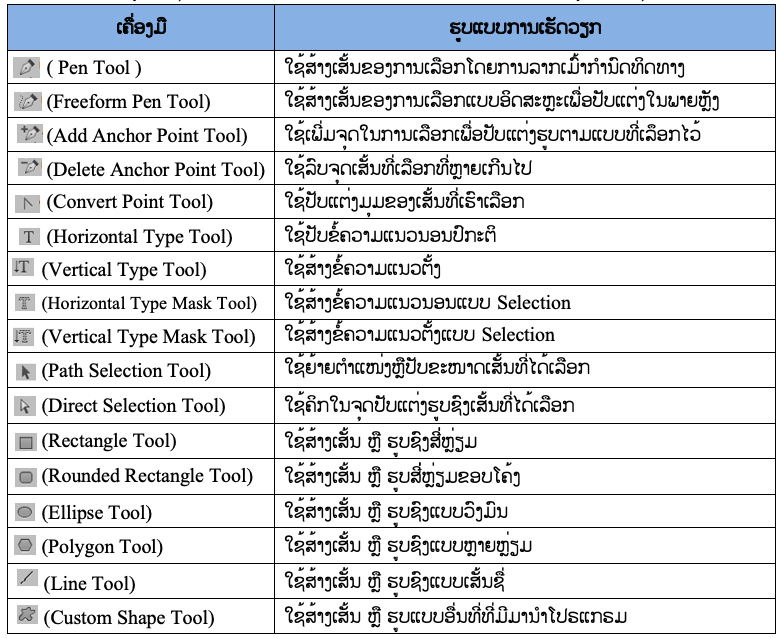 ເຄື່ອງມື ຮູບແບບການເຮັດວຽກ
( Pen Tool ) ໃຊ້ສ້າງເສັ້ນຂອງການເລືອກໂດຍການລາກເມົ້າກຳນົດທິດທາງ
(Freeform Pen Tool) ໃຊ້ສ້າງເສັ້ນຂອງການເລືອກແບບອິດສະຫຼະເພື່ອປັບແຕ່ງໃນພາຍຫຼັງ
(Add Anchor Point Tool) ໃຊ້ເພີ່ມຈຸດໃນການເລືອກເພື່ອປັບແຕ່ງຮູບຕາມແບບທີ່ເລືອກໄວ້
(Delete Anchor Point Tool) ໃຊ້ລົບຈຸດເສັ້ນທີ່ເລືອກທີ່ຫຼາຍເກີນໄປ
(Convert Point Tool) ໃຊ້ປັບແຕ່ງມຸມຂອງເສັ້ນທີ່ເຮົາເລືອກ
(Horizontal Type Tool) ໃຊ້ປັບຂໍ້ຄວາມແນວນອນປົກະຕິ
(Vertical Type Tool) ໃຊ້ສ້າງຂໍ້ຄວາມແນວຕັ້ງ
(Horizontal Type Mask Tool) ໃຊ້ສ້າງຂໍ້ຄວາມແນວນອນແບບ Selection
(Vertical Type Mask Tool) ໃຊ້ສ້າງຂໍ້ຄວາມແນວຕັ້ງແບບ Selection
(Path Selection Tool) ໃຊ້ຍ້າຍຕຳແໜ່ງຫຼືປັບຂະໜາດເສັ້ນທີ່ໄດ້ເລືອກ
(Direct Selection Tool) ໃຊ້ຄິກໃນຈຸດປັບແຕ່ງຮູບຊົງເສັ້ນທີ່ໄດ້ເລືອກ
(Rectangle Tool) ໃຊ້ສ້າງເສັ້ນ ຫຼື ຮູບຊົງສີ່ຫຼ່ຽມ
(Rounded Rectangle Tool) ໃຊ້ສ້າງເສັ້ນ ຫຼື ຮູບສີ່ຫຼ່ຽມຂອບໂຄ້ງ
(Ellipse Tool) ໃຊ້ສ້າງເສັ້ນ ຫຼື ຮູບຊົງແບບວົງມົນ
(Polygon Tool) ໃຊ້ສ້າງເສັ້ນ ຫຼື ຮູບຊົງແບບຫຼາຍຫຼ່ຽມ
(Line Tool) ໃຊ້ສ້າງເສັ້ນ ຫຼື ຮູບຊົງແບບເສັ້ນຊື່
(Custom Shape Tool) ໃຊ້ສ້າງເສັ້ນ ຫຼື ຮູບແບບອື່ນທີ່ທີ່ມີມານຳໂປຣແກຣມ